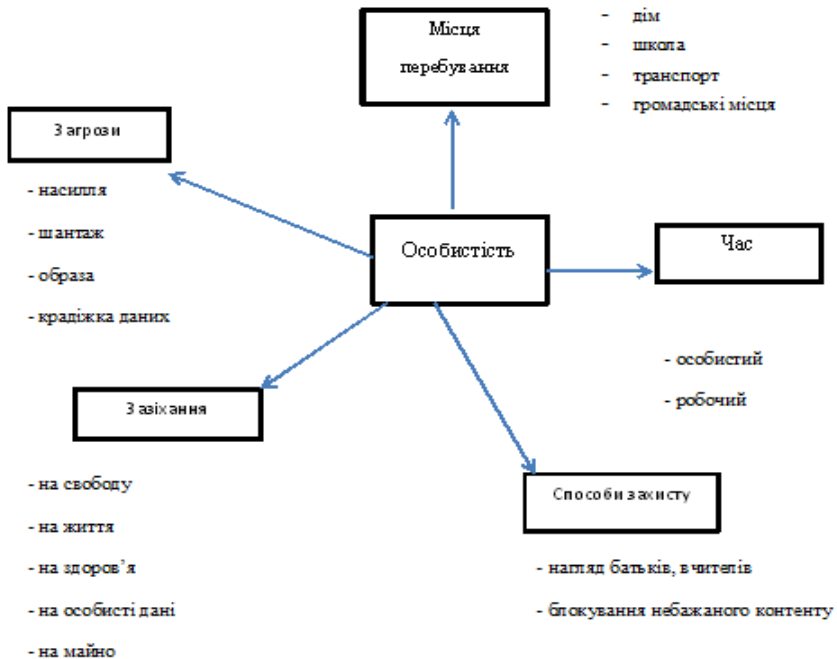 Місця
перебування
- дім
- школа
- транспорт
- громадські місця
Загрози
- насилля
- шантаж
- образа
- крадіжка даних
Особистість
Час
- особистий
- робочий
Зазіхання
- на свободу
- на життя
- на здоров’я
- на особисті дані
- на майно
Способи захисту
- нагляд батьків, вчителів
- блокування небажаного контенту